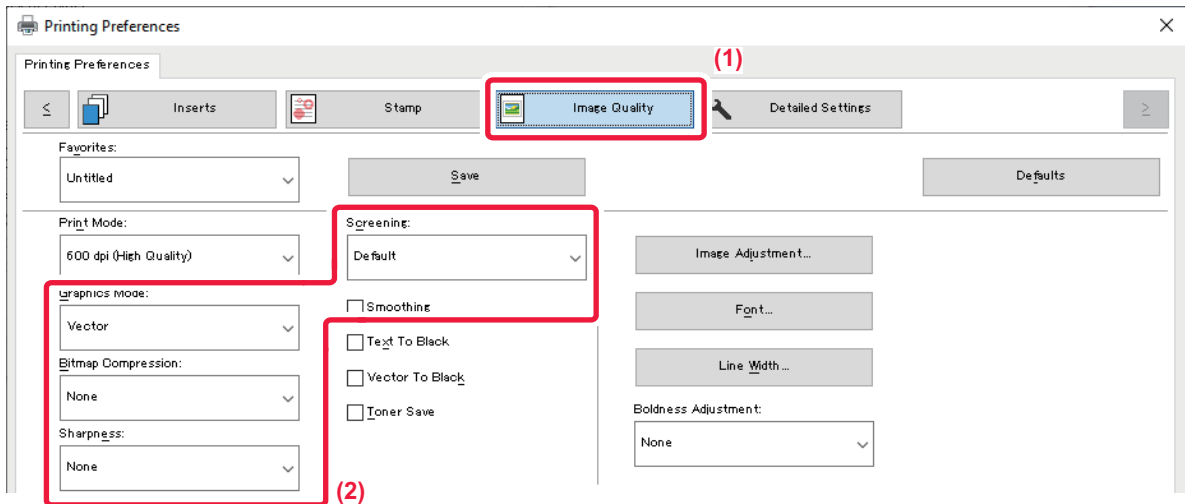 Printing Preferences
Printing Preferences
(1)
< Inserts Stamp Image Quality Detailed Settings >
Favorites:
Untitled Save Defaults
Print Mode: Screening:
600 dpi (High Quality) Default Image Adjustment...
Graphics Mode: Smoothing Font...
Vector Text To Black
Bitmap Compression: Vector To Black Line Width...
None Toner Save Boldness Adjustment:
Sharpness:
None None
(2)